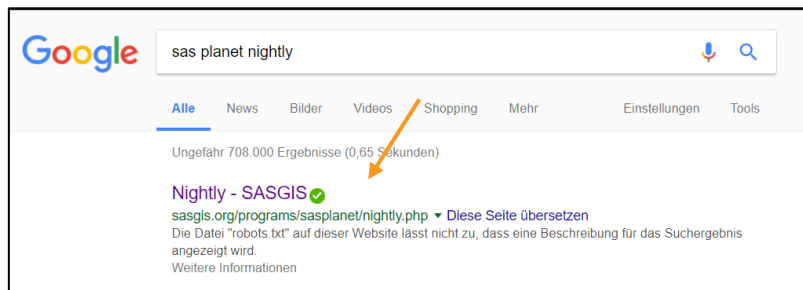 Google
sas planet nightly
Alle News Bilder Videos Shopping Mehr Einstellungen Tools
Ungefähr 708.000 Ergebnisse (0,65 Sekunden)
Nightly - SASGIS
sasgis.org/programs/sasplanet/nightly.php ▼ Diese Seite übersetzen
Die Datei "robots.txt" auf dieser Website lässt nicht zu, dass eine Beschreibung für das Suchergebnis
angezeigt wird.
Weitere Informationen